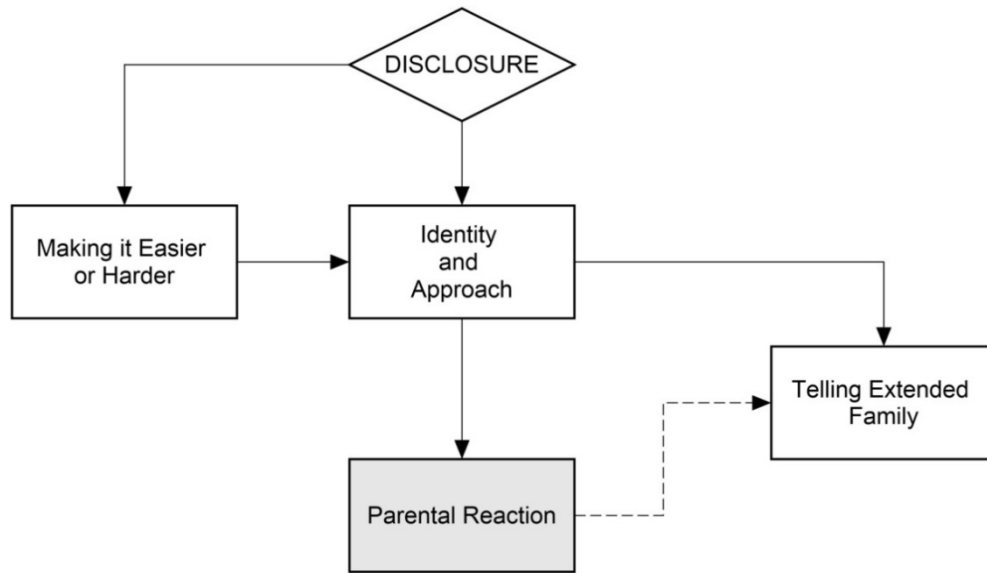 DISCLOSURE
Making it Easier
or Harder
Identity
and
Approach
Telling Extended
Family
Parental Reaction